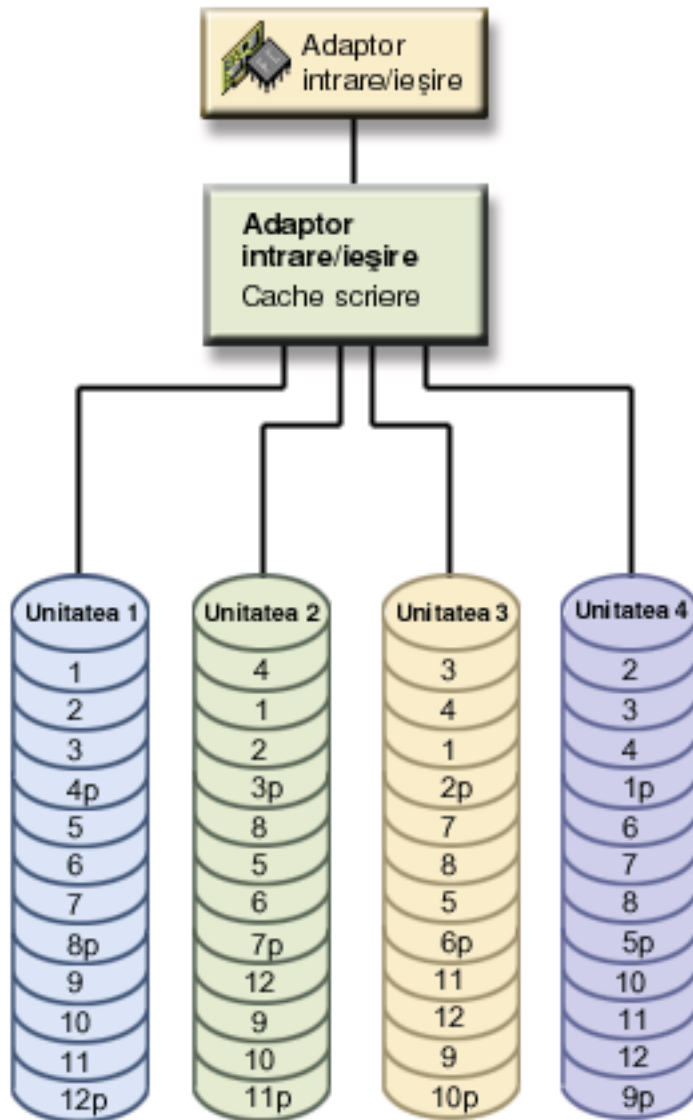 Adaptor
intrare/ieşire
Adaptor
intrare/ieşire
Cache scriere
Unitatea 1
1
2
3
4p
5
6
7
8p
9
10
11
12p
Unitatea 2
4
1
2
3p
8
5
6
7p
12
9
10
11p
Unitatea 3
3
4
1
2p
7
8
5
6p
11
12
9
10p
Unitatea 4
2
3
4
1p
6
7
8
5p
10
11
12
9p